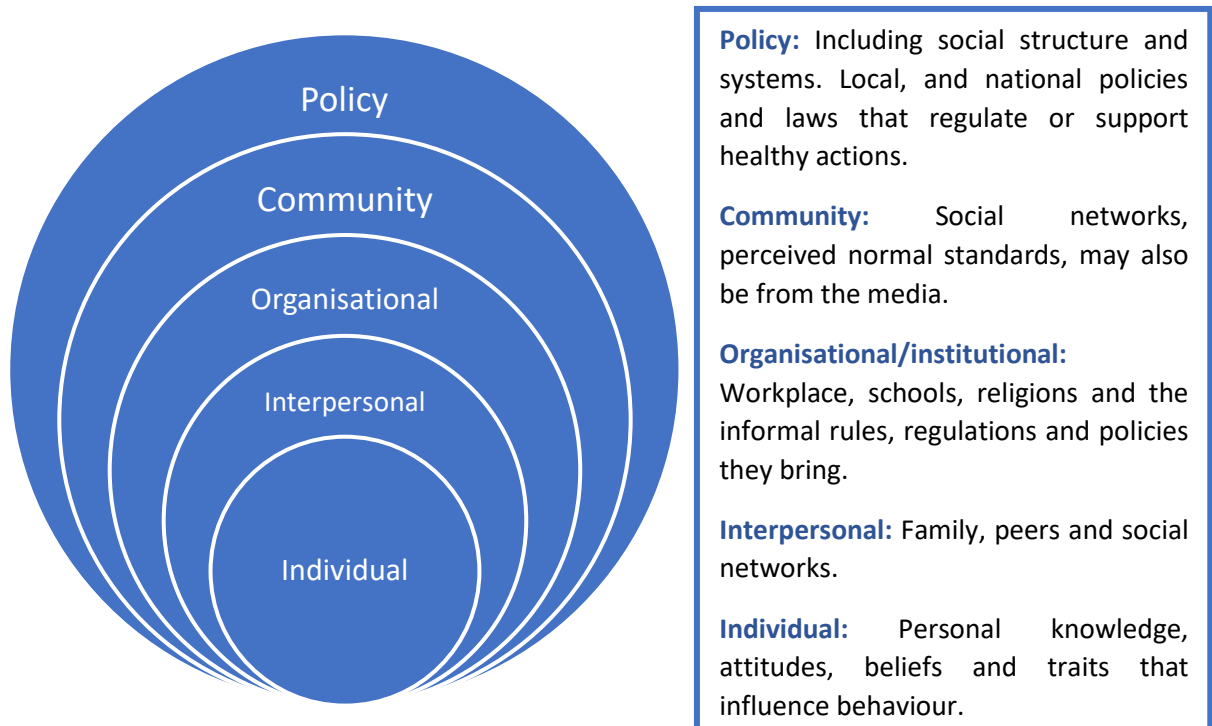 Policy
Community
Organisational
Interpersonal
Individual
Policy: Including social structure and
systems. Local, and national policies
and laws that regulate or support
healthy actions.
Community: Social networks,
perceived normal standards, may also
be from the media.
Organisational/institutional:
Workplace, schools, religions and the
informal rules, regulations and policies
they bring.
Interpersonal: Family, peers and social
networks.
Individual: Personal knowledge,
attitudes, beliefs and traits that
influence behaviour.